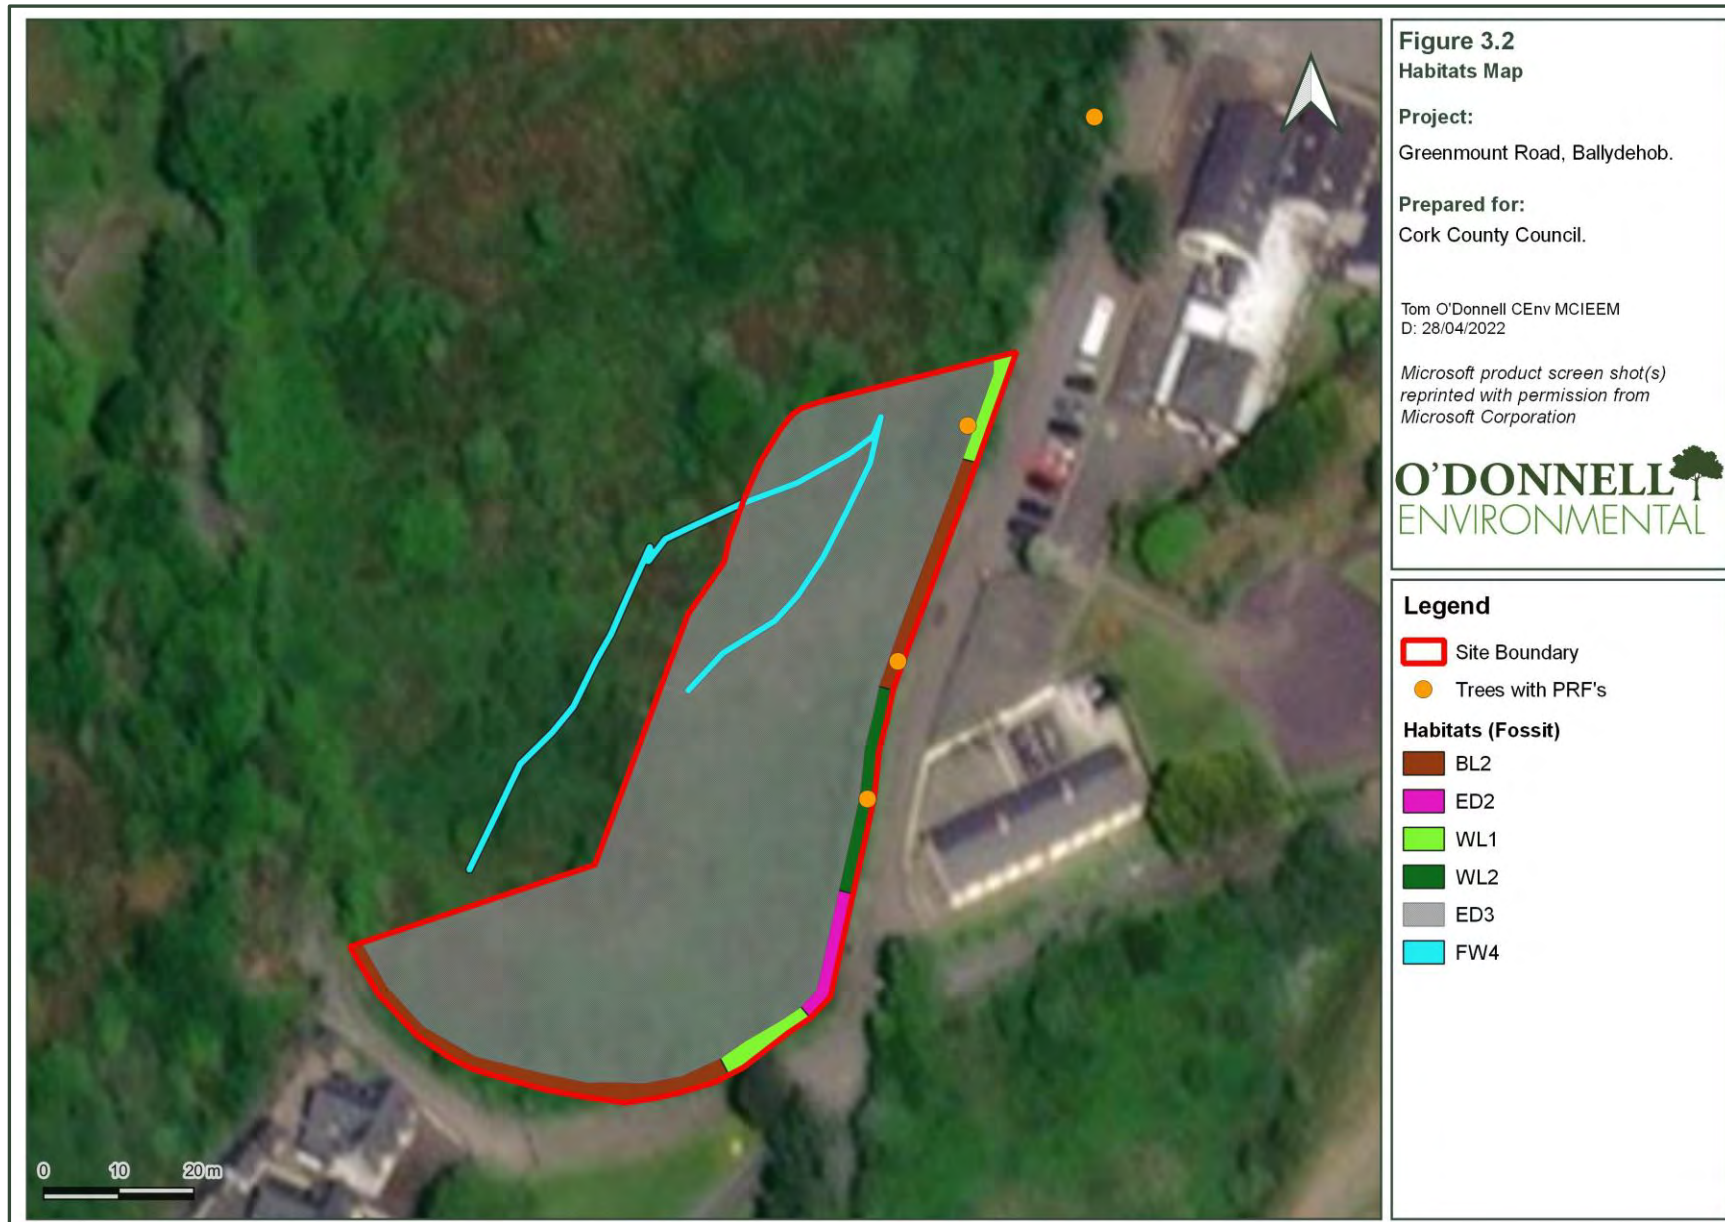 Figure 3.2
Habitats Map
Project:
Greenmount Road, Ballydehob.
Prepared for:
Cork County Council.
Tom O'Donnell CEnv MCIEEM
D: 28/04/2022
Microsoft product screen shot(s)
reprinted with permission from
Microsoft Corporation
O'DONNELL
ENVIRONMENTAL
Legend
Site Boundary
Trees with PRF's
Habitats (Fossit)
BL2
ED2
WL1
WL2
ED3
FW4
0 10 20 m